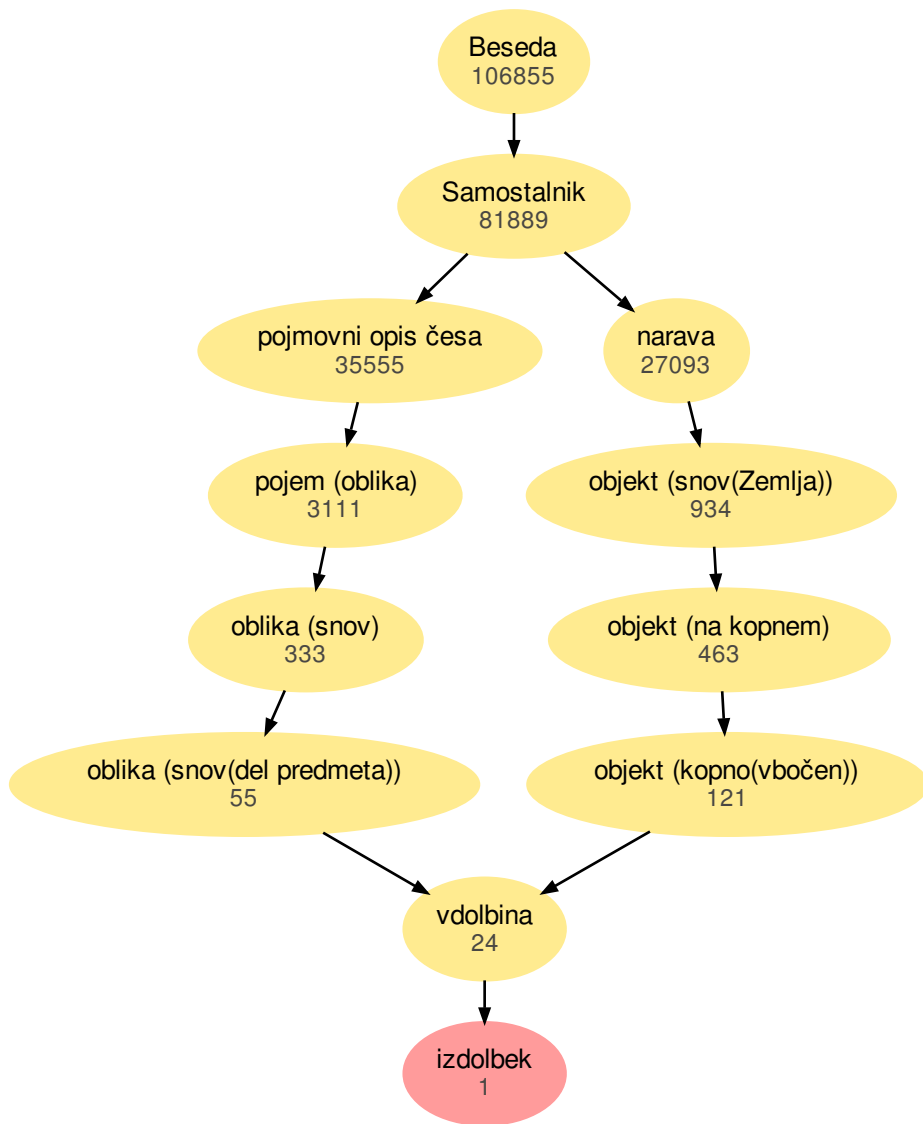 Beseda
106855
Samostalnik
81889
pojmovni opis česa
35555
narava
27093
pojem (oblika)
3111
objekt (snov(Zemlja))
934
oblika (snov)
333
objekt (na kopnem)
463
oblika (snov(del predmeta))
55
objekt (kopno(vbočen))
121
vdolbina
24
izdolbek
1